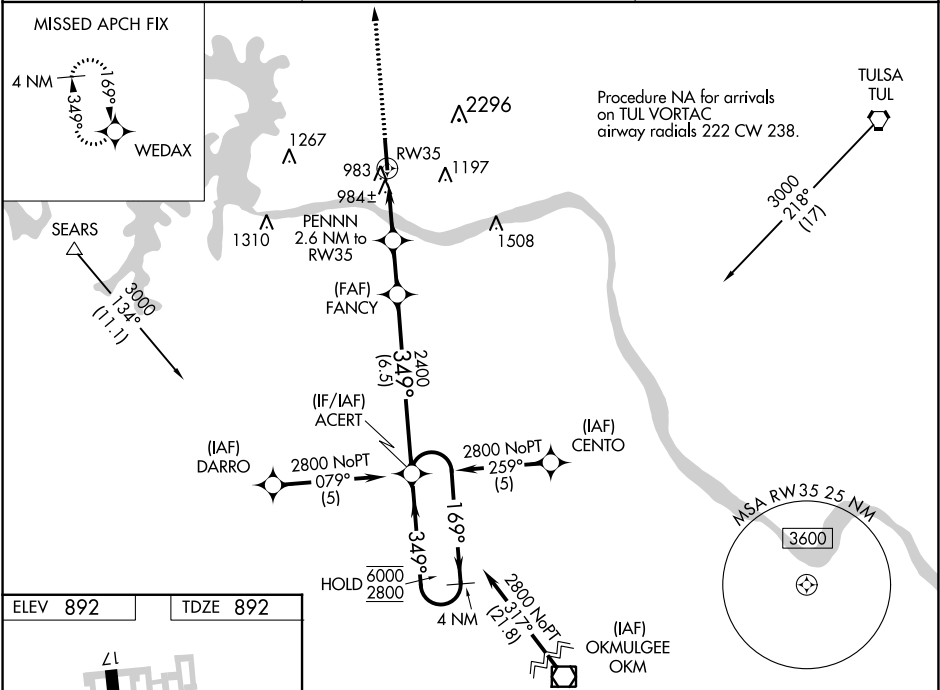 MISSED APCH FIX
4 NM
169°
349°
WEDAX
2296
1267
RW35
983
1197
984±
Procedure NA for arrivals
on TUL VORTAC
airway radials 222 CW 238.
TULSA
TUL
3000
218°
(17)
SEARS
3000
134°
(11.1)
1310
PENNN
2.6 NM to
RW35
1508
(FAF)
FANCY
2400
349°
(6.5)
(IF/IAF)
ACERT
(IAF)
DARRO
2800 NoPT
079°
(5)
(IAF)
CENTO
2800 NoPT
259°
(5)
169°
349°
HOLD
6000
2800
4 NM
2800 NoPT
317°
(21.8)
(IAF)
OKMULGEE
OKM
MSA RW35 25 NM
3600
ELEV 892
TDZE 892
17